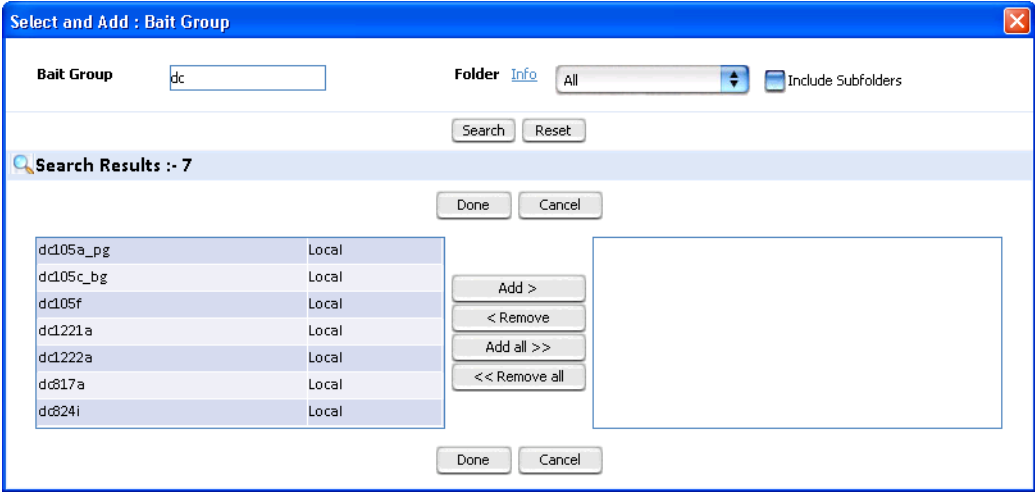 Select and Add : Bait Group
Bait Group dc Folder Info All Include Subfolders
Search Reset
Search Results :- 7
Done Cancel
dc105a_pg Local
dc105c_bg Local
dc105f Local
dc1221a Local
dc1222a Local
dc817a Local
dc824i Local
Add >
< Remove
Add all >>
<< Remove all
Done Cancel